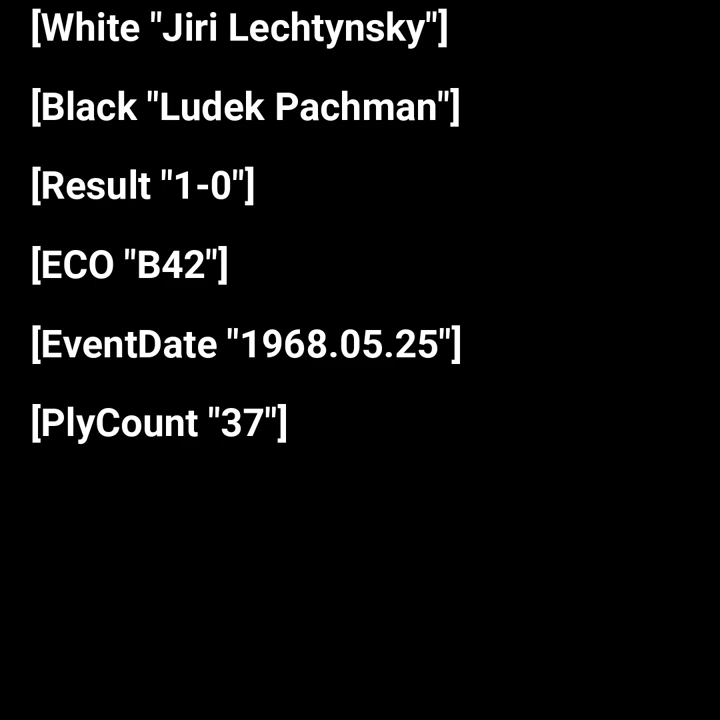 [White "Jiri Lechtynsky"]
[Black "Ludek Pachman"]
[Result "1-0"]
[ECO "B42"]
[EventDate "1968.05.25"]
[PlyCount "37"]